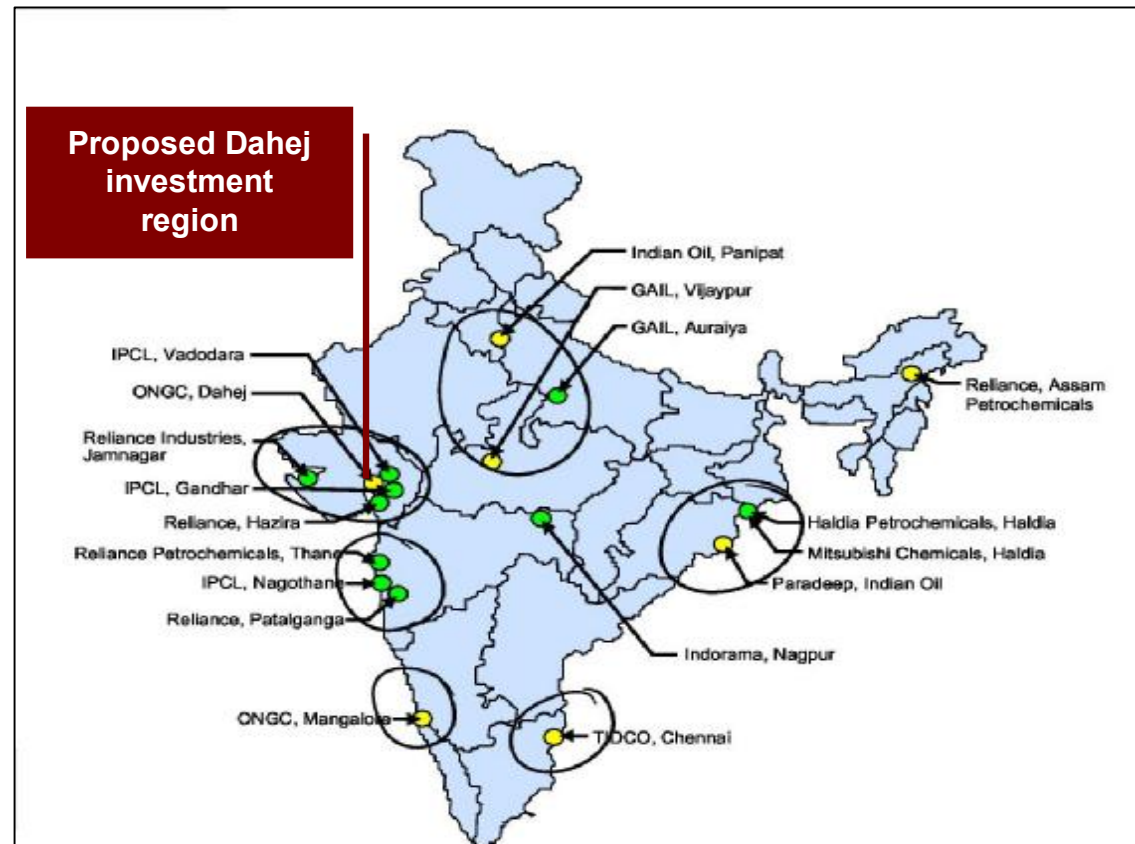 Proposed Dahej
investment
region
Indian Oil, Panipat
GAIL, Vijaypur
GAIL, Auraiya
IPCL, Vadodara
ONGC, Dahej
Reliance Industries,
Jamnagar
IPCL, Gandhar
Reliance, Hazira
Reliance Petrochemicals, Thane
IPCL, Nagothane
Reliance, Patalganga
Reliance, Assam
Petrochemicals
Haldia Petrochemicals, Haldia
Mitsubishi Chemicals, Haldia
Paradeep, Indian Oil
Indorama, Nagpur
ONGC, Mangalore
TIDCO, Chennai